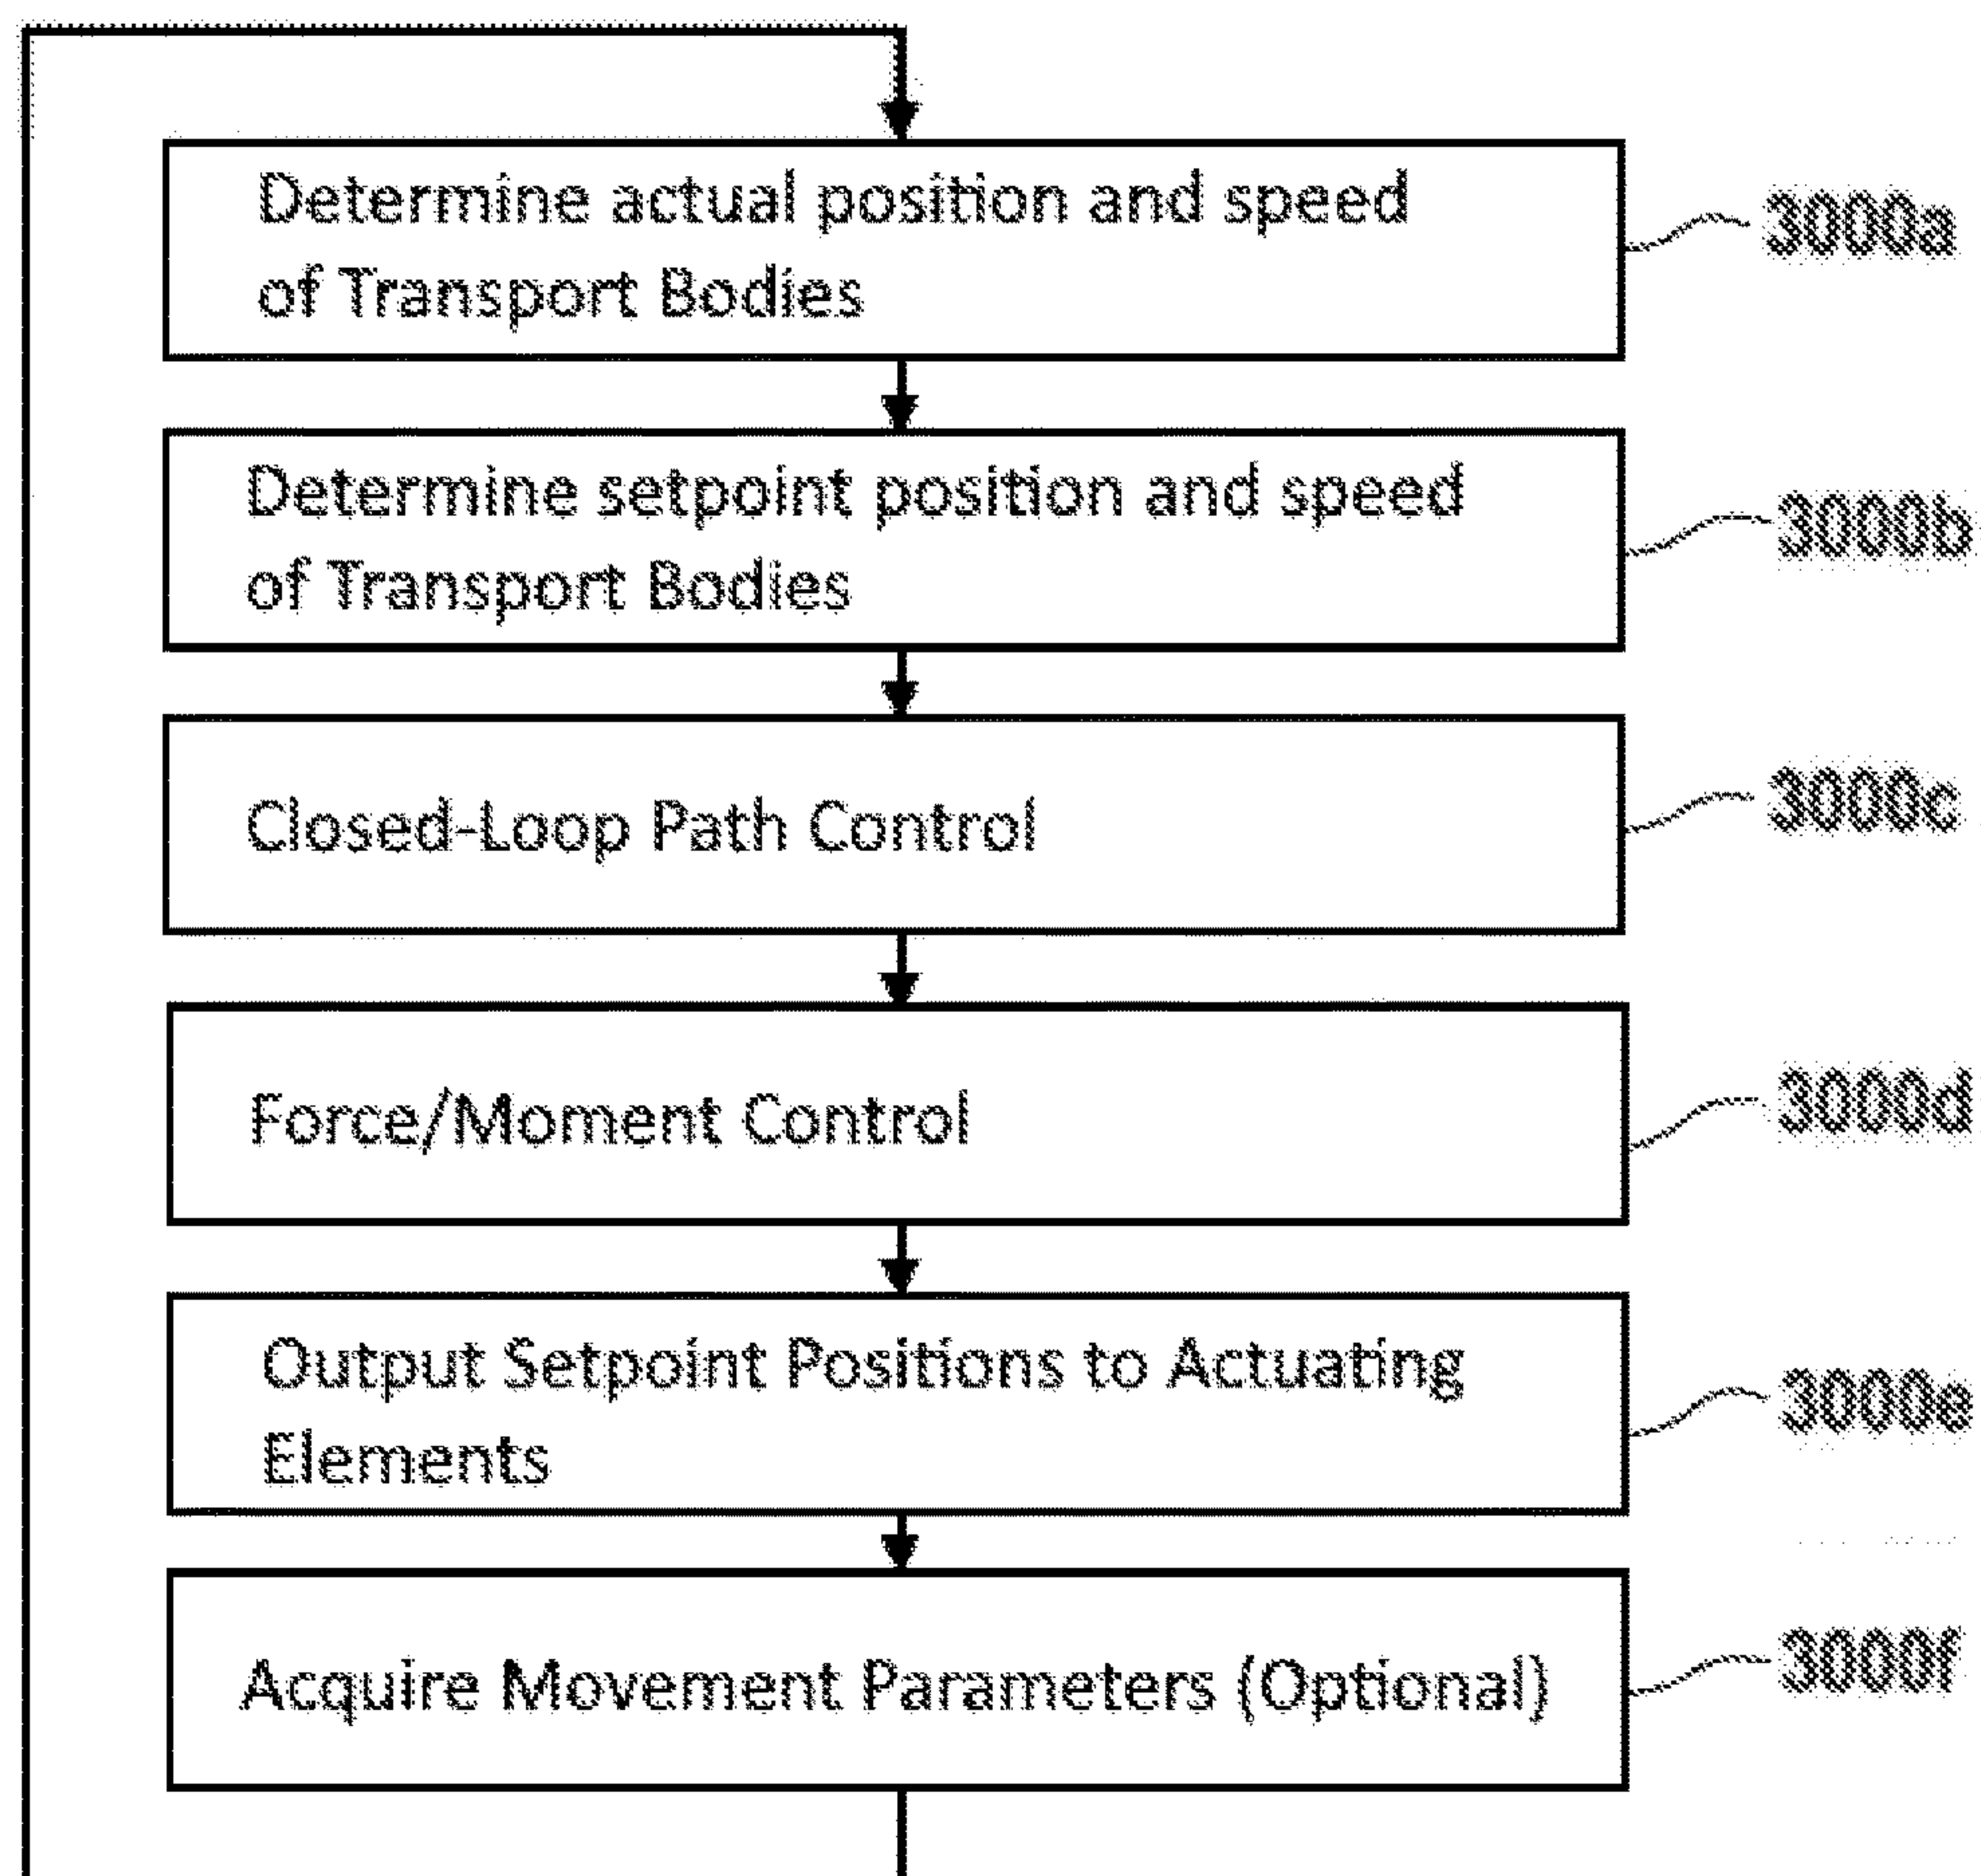 Determine actual position and speed
of Transport Bodies
3000a
Determine setpoint position and speed
of Transport Bodies
3000b
Closed-Loop Path Control
3000c
Force/Moment Control
3000d
Output Setpoint Positions to Actuating
Elements
3000e
Acquire Movement Parameters (Optional)
3000f